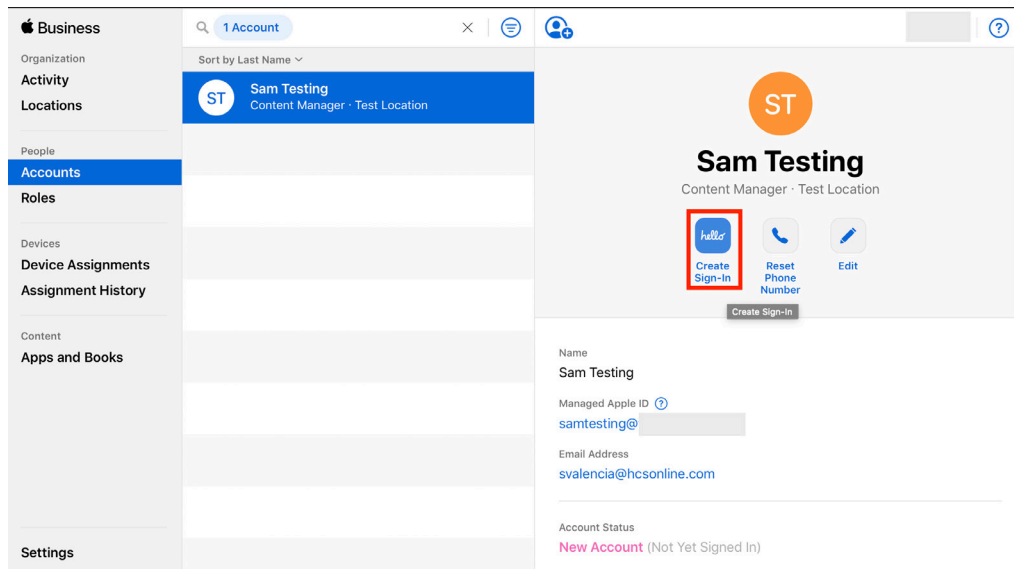 Business
Organization
Activity
Locations
People
Accounts
Roles
Devices
Device Assignments
Assignment History
Content
Apps and Books
Settings
1 Account
Sort by Last Name
ST
Sam Testing
Content Manager · Test Location
ST
Sam Testing
Content Manager · Test Location
hello
Create
Sign-In
Reset
Phone
Number
Edit
Create Sign-In
Name
Sam Testing
Managed Apple ID ?
samtesting@
Email Address
svalencia@hcsonline.com
Account Status
New Account (Not Yet Signed In)
?